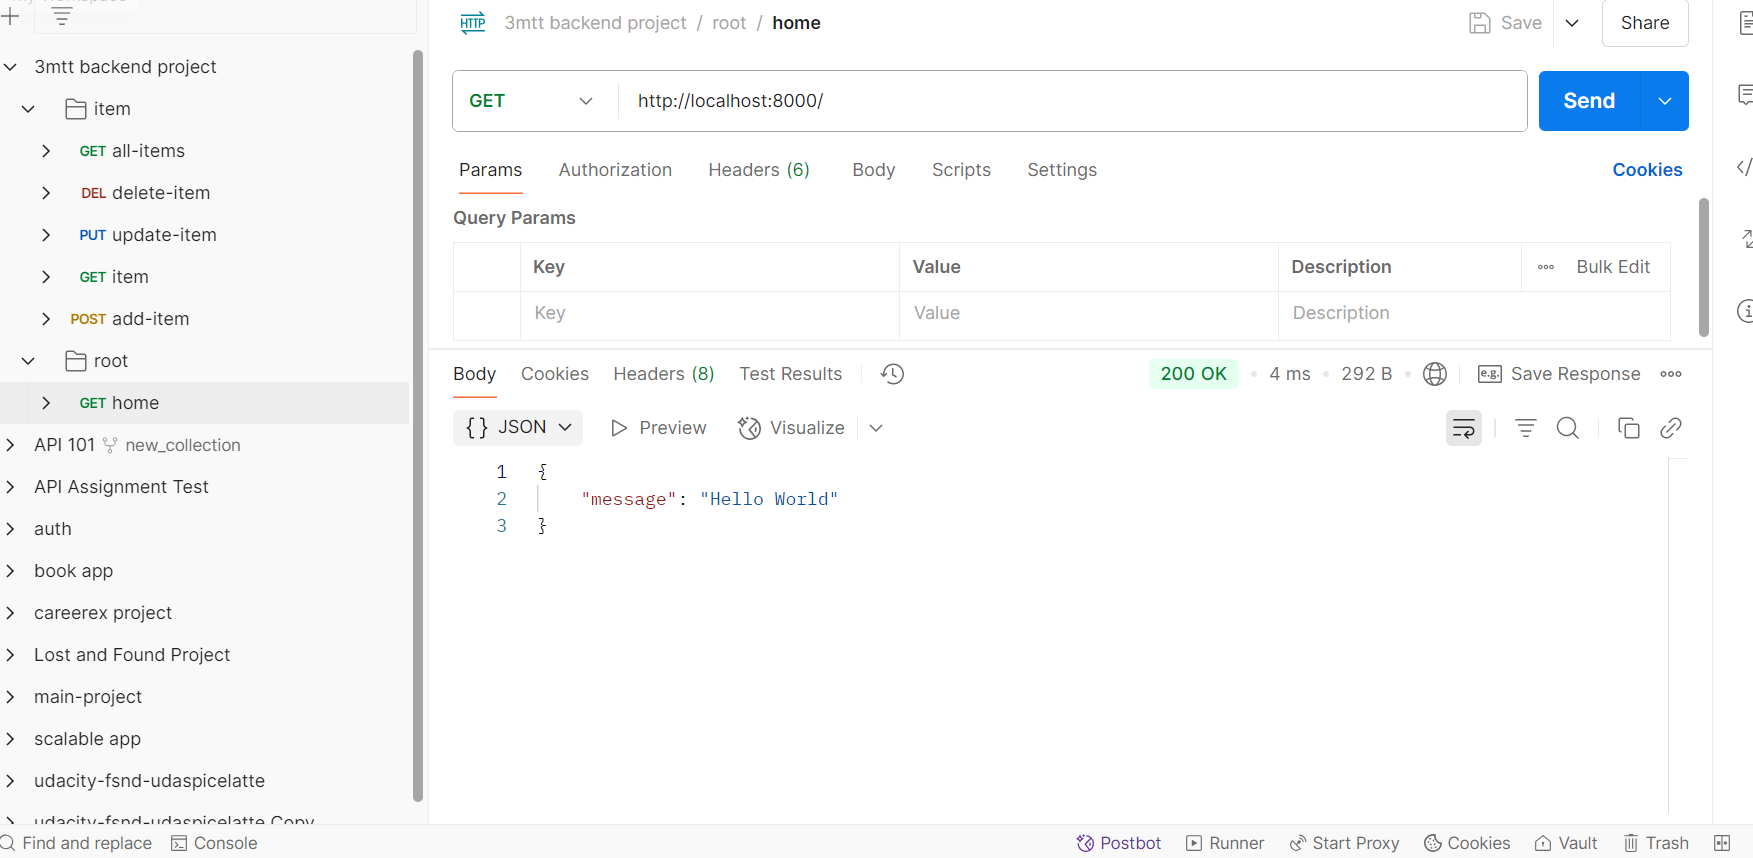 HTTP 3mtt backend project / root / home
Save
Share
3mtt backend project
item
GET all-items
DEL delete-item
PUT update-item
GET item
POST add-item
root
GET home
API 101 new_collection
API Assignment Test
auth
book app
careerex project
Lost and Found Project
main-project
scalable app
udacity-fsnd-udaspicelatte
udacity-fsnd-udaspicelatte Copy
GET http://localhost:8000/
Send
Params Authorization Headers (6) Body Scripts Settings
Cookies
Query Params
Key Value Description Bulk Edit
Key Value Description
Body Cookies Headers (8) Test Results
200 OK • 4 ms • 292 B • e.g. Save Response
{} JSON Preview Visualize
1 {
2 "message": "Hello World"
3 }
Find and replace Console
Postbot Runner Start Proxy Cookies Vault Trash